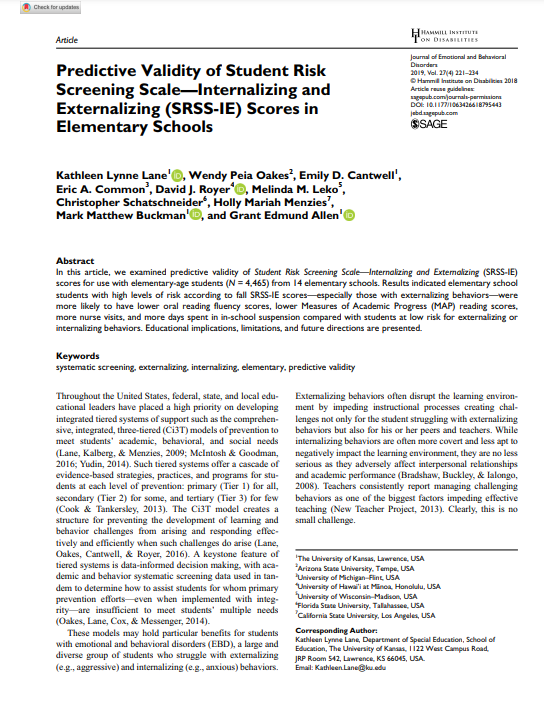 Check for updates
Article
HAMMILL INSTITUTE
ON DISABILITIES
Journal of Emotional and Behavioral
Disorders
2019, Vol. 27(4) 221–234
© Hammill Institute on Disabilities 2018
Article reuse guidelines:
sagepub.com/journals-permissions
DOI: 10.1177/1063426618795443
jebd.sagepub.com
SAGE
Predictive Validity of Student Risk
Screening Scale—Internalizing and
Externalizing (SRSS-IE) Scores in
Elementary Schools
Kathleen Lynne Lane1 iD, Wendy Peia Oakes2, Emily D. Cantwell1,
Eric A. Common3, David J. Royer4 iD, Melinda M. Leko5,
Christopher Schatschneider6, Holly Mariah Menzies7,
Mark Matthew Buckman1 iD, and Grant Edmund Allen1 iD
Abstract
In this article, we examined predictive validity of Student Risk Screening Scale—Internalizing and Externalizing (SRSS-IE)
scores for use with elementary-age students (N = 4,465) from 14 elementary schools. Results indicated elementary school
students with high levels of risk according to fall SRSS-IE scores—especially those with externalizing behaviors—were
more likely to have lower oral reading fluency scores, lower Measures of Academic Progress (MAP) reading scores,
more nurse visits, and more days spent in in-school suspension compared with students at low risk for externalizing or
internalizing behaviors. Educational implications, limitations, and future directions are presented.
Keywords
systematic screening, externalizing, internalizing, elementary, predictive validity
Throughout the United States, federal, state, and local edu-
cational leaders have placed a high priority on developing
integrated tiered systems of support such as the comprehen-
sive, integrated, three-tiered (Ci3T) models of prevention to
meet students’ academic, behavioral, and social needs
(Lane, Kalberg, & Menzies, 2009; McIntosh & Goodman,
2016; Yudin, 2014). Such tiered systems offer a cascade of
evidence-based strategies, practices, and programs for stu-
dents at each level of prevention: primary (Tier 1) for all,
secondary (Tier 2) for some, and tertiary (Tier 3) for few
(Cook & Tankersley, 2013). The Ci3T model creates a
structure for preventing the development of learning and
behavior challenges from arising and responding effec-
tively and efficiently when such challenges do arise (Lane,
Oakes, Cantwell, & Royer, 2016). A keystone feature of
tiered systems is data-informed decision making, with aca-
demic and behavior systematic screening data used in tan-
dem to determine how to assist students for whom primary
prevention efforts—even when implemented with integ-
rity—are insufficient to meet students’ multiple needs
(Oakes, Lane, Cox, & Messenger, 2014).
These models may hold particular benefits for students
with emotional and behavioral disorders (EBD), a large and
diverse group of students who struggle with externalizing
(e.g., aggressive) and internalizing (e.g., anxious) behaviors.
Externalizing behaviors often disrupt the learning environ-
ment by impeding instructional processes creating chal-
lenges not only for the student struggling with externalizing
behaviors but also for his or her peers and teachers. While
internalizing behaviors are often more covert and less apt to
negatively impact the learning environment, they are no less
serious as they adversely affect interpersonal relationships
and academic performance (Bradshaw, Buckley, & Ialongo,
2008). Teachers consistently report managing challenging
behaviors as one of the biggest factors impeding effective
teaching (New Teacher Project, 2013). Clearly, this is no
small challenge.
1The University of Kansas, Lawrence, USA
2Arizona State University, Tempe, USA
3University of Michigan–Flint, USA
4University of Hawai‘i at Mānoa, Honolulu, USA
5University of Wisconsin–Madison, USA
6Florida State University, Tallahassee, USA
7California State University, Los Angeles, USA
Corresponding Author:
Kathleen Lynne Lane, Department of Special Education, School of
Education, The University of Kansas, 1122 West Campus Road,
JRP Room 542, Lawrence, KS 66045, USA.
Email: Kathleen.Lane@ku.edu